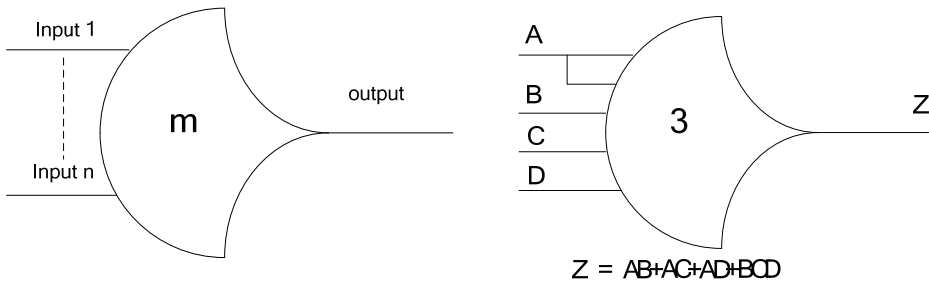 Input 1
m
output
Input n
A
B
C
D
3
Z
Z = AB+AC+AD+BCD